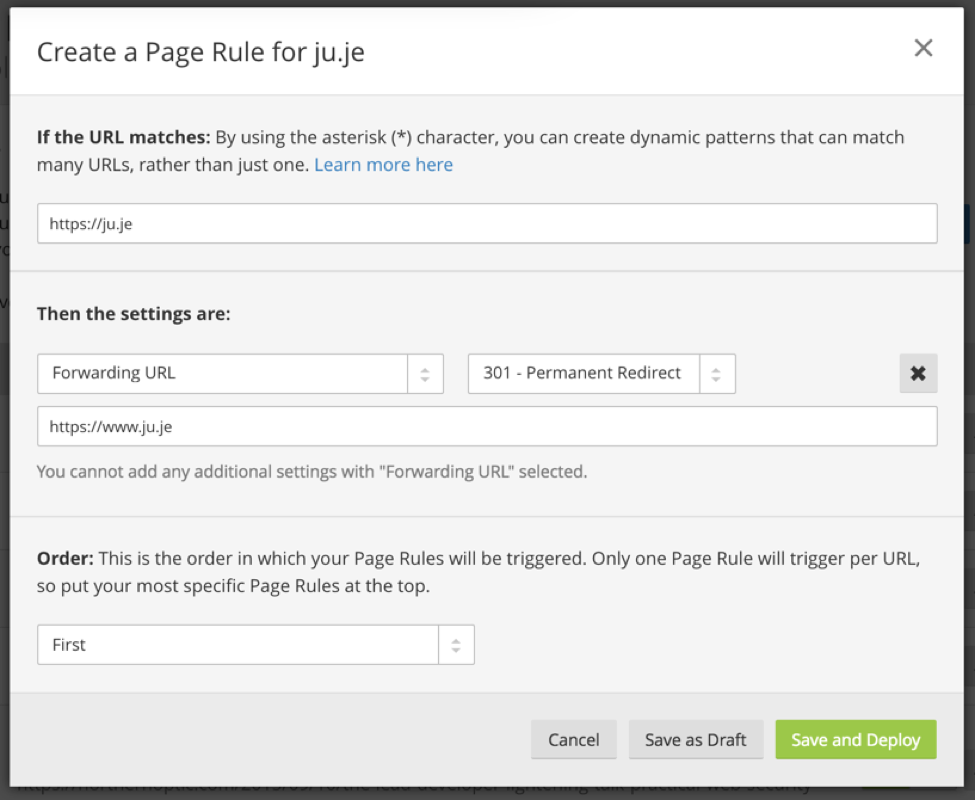 Create a Page Rule for ju.je
If the URL matches: By using the asterisk (*) character, you can create dynamic patterns that can match
many URLs, rather than just one. Learn more here
https://ju.je
Then the settings are:
Forwarding URL
301 - Permanent Redirect
https://www.ju.je
You cannot add any additional settings with "Forwarding URL" selected.
Order: This is the order in which your Page Rules will be triggered. Only one Page Rule will trigger per URL,
so put your most specific Page Rules at the top.
First
Cancel
Save as Draft
Save and Deploy